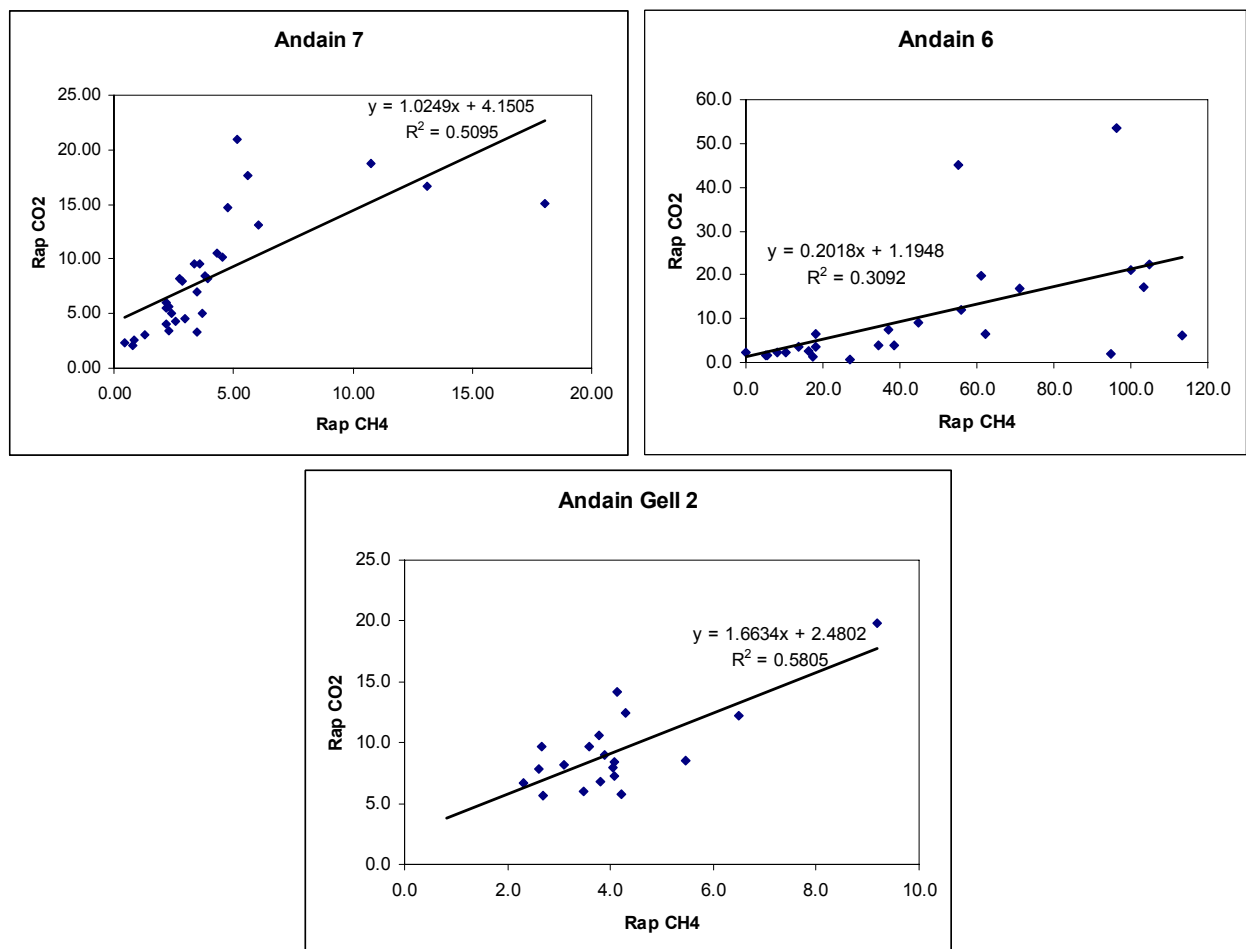 Andain 7
25.00
20.00
15.00
10.00
5.00
0.00
Rap CO2
y = 1.0249x + 4.1505
R² = 0.5095
0.00 5.00 10.00 15.00 20.00
Rap CH4
Andain 6
60.0
50.0
40.0
30.0
20.0
10.0
0.0
Rap CO2
y = 0.2018x + 1.1948
R² = 0.3092
0.0 20.0 40.0 60.0 80.0 100.0 120.0
Rap CH4
Andain Gell 2
25.0
20.0
15.0
10.0
5.0
0.0
Rap CO2
y = 1.6634x + 2.4802
R² = 0.5805
0.0 2.0 4.0 6.0 8.0 10.0
Rap CH4